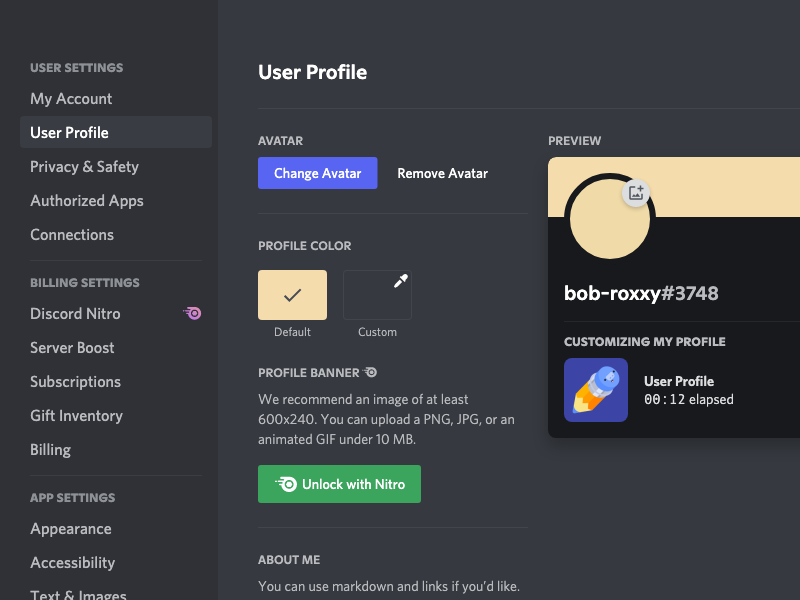 USER SETTINGS
My Account
User Profile
Privacy & Safety
Authorized Apps
Connections
BILLING SETTINGS
Discord Nitro
Server Boost
Subscriptions
Gift Inventory
Billing
APP SETTINGS
Appearance
Accessibility
Text & Images
User Profile
AVATAR
Change Avatar
Remove Avatar
PROFILE COLOR
Default
Custom
PROFILE BANNER
We recommend an image of at least
600x240. You can upload a PNG, JPG, or an
animated GIF under 10 MB.
Unlock with Nitro
ABOUT ME
You can use markdown and links if you'd like.
PREVIEW
bob-roxxy#3748
CUSTOMIZING MY PROFILE
User Profile
00:12 elapsed